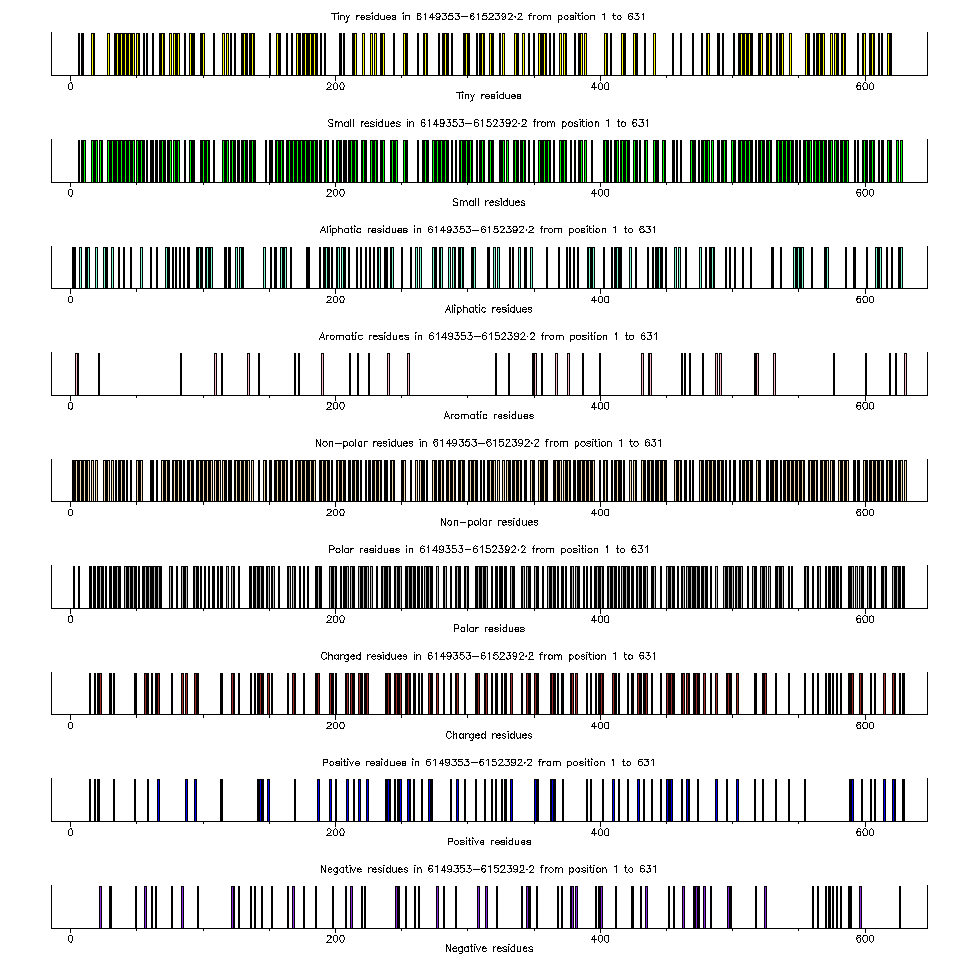 Tiny residues in 6149353-6152392-2 from position 1 to 631
0 200 400 600
Tiny residues
Small residues in 6149353-6152392-2 from position 1 to 631
0 200 400 600
Small residues
Aliphatic residues in 6149353-6152392-2 from position 1 to 631
0 200 400 600
Aliphatic residues
Aromatic residues in 6149353-6152392-2 from position 1 to 631
0 200 400 600
Aromatic residues
Non-polar residues in 6149353-6152392-2 from position 1 to 631
0 200 400 600
Non-polar residues
Polar residues in 6149353-6152392-2 from position 1 to 631
0 200 400 600
Polar residues
Charged residues in 6149353-6152392-2 from position 1 to 631
0 200 400 600
Charged residues
Positive residues in 6149353-6152392-2 from position 1 to 631
0 200 400 600
Positive residues
Negative residues in 6149353-6152392-2 from position 1 to 631
0 200 400 600
Negative residues